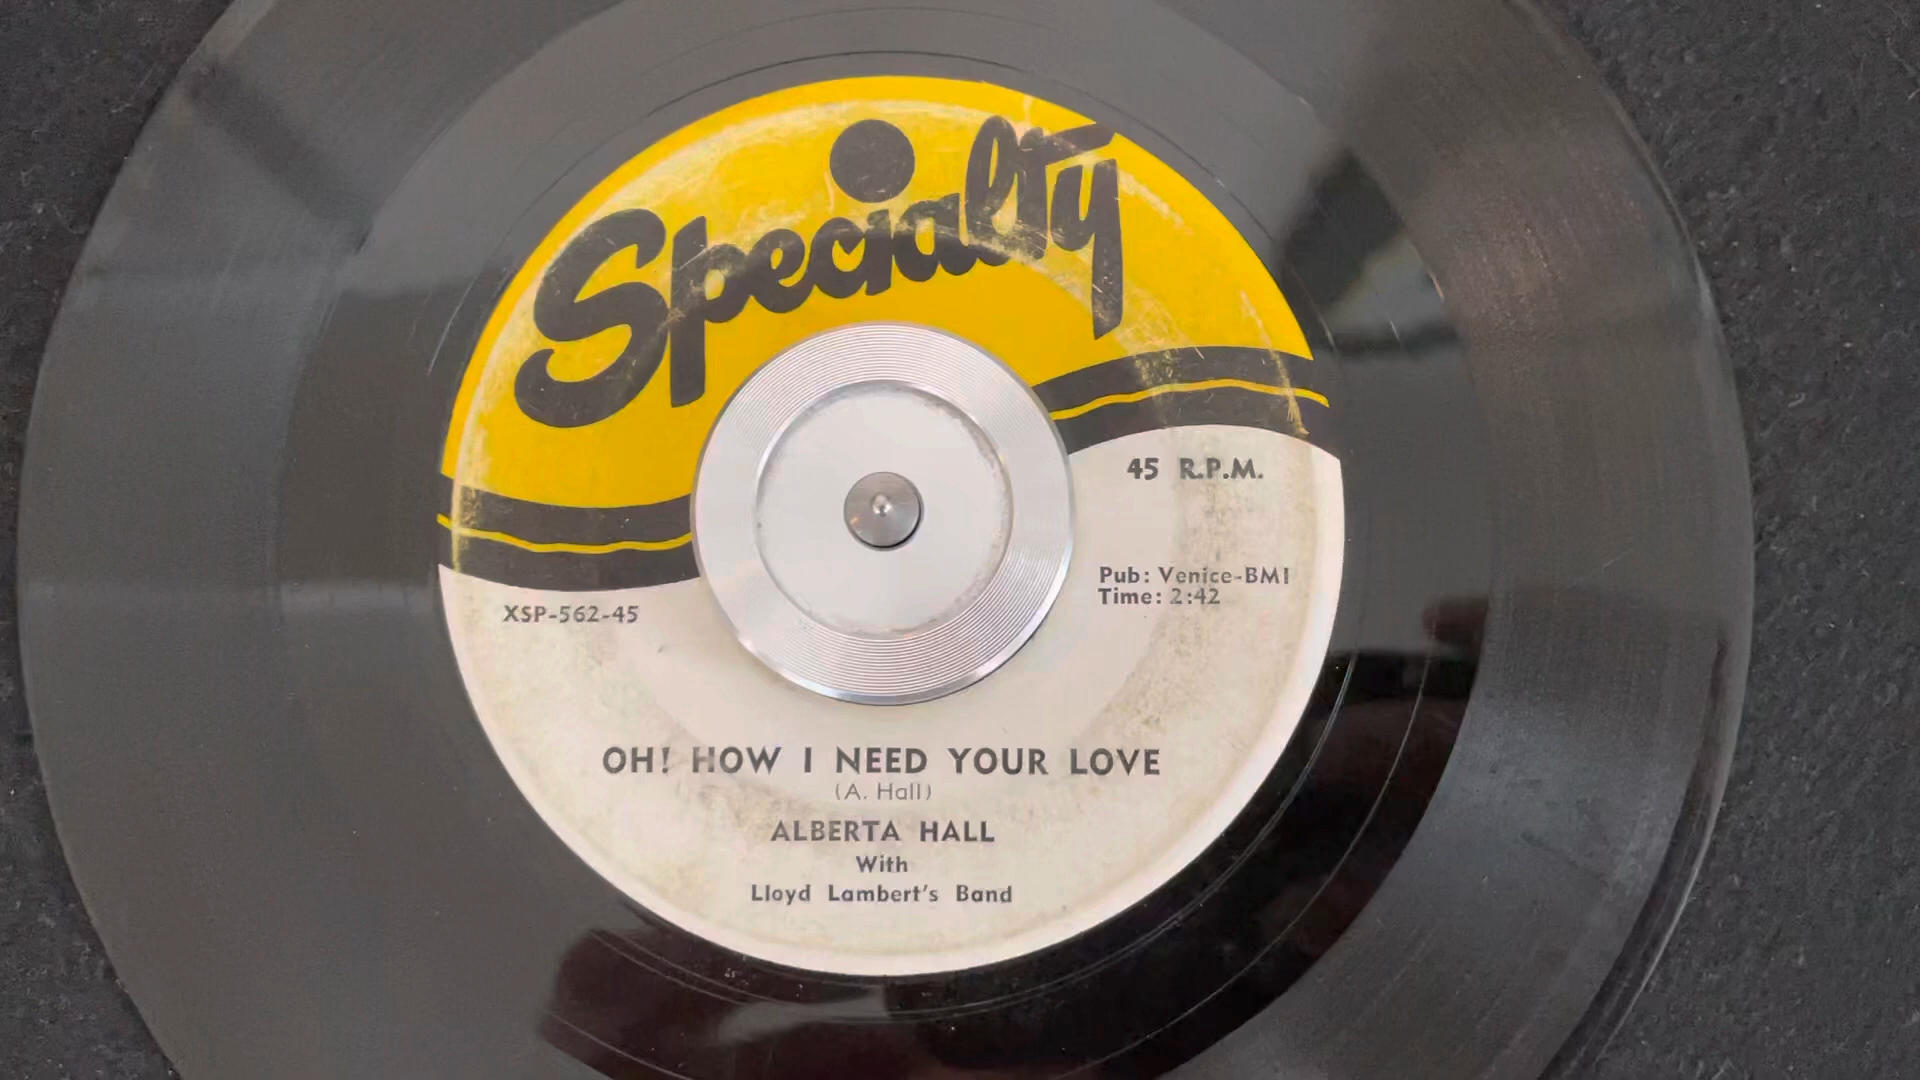 Specialty
45 R.P.M.
Pub: Venice-BMI
Time: 2:42
XSP-562-45
OH! HOW I NEED YOUR LOVE
(A. Hall)
ALBERTA HALL
With
Lloyd Lambert's Band